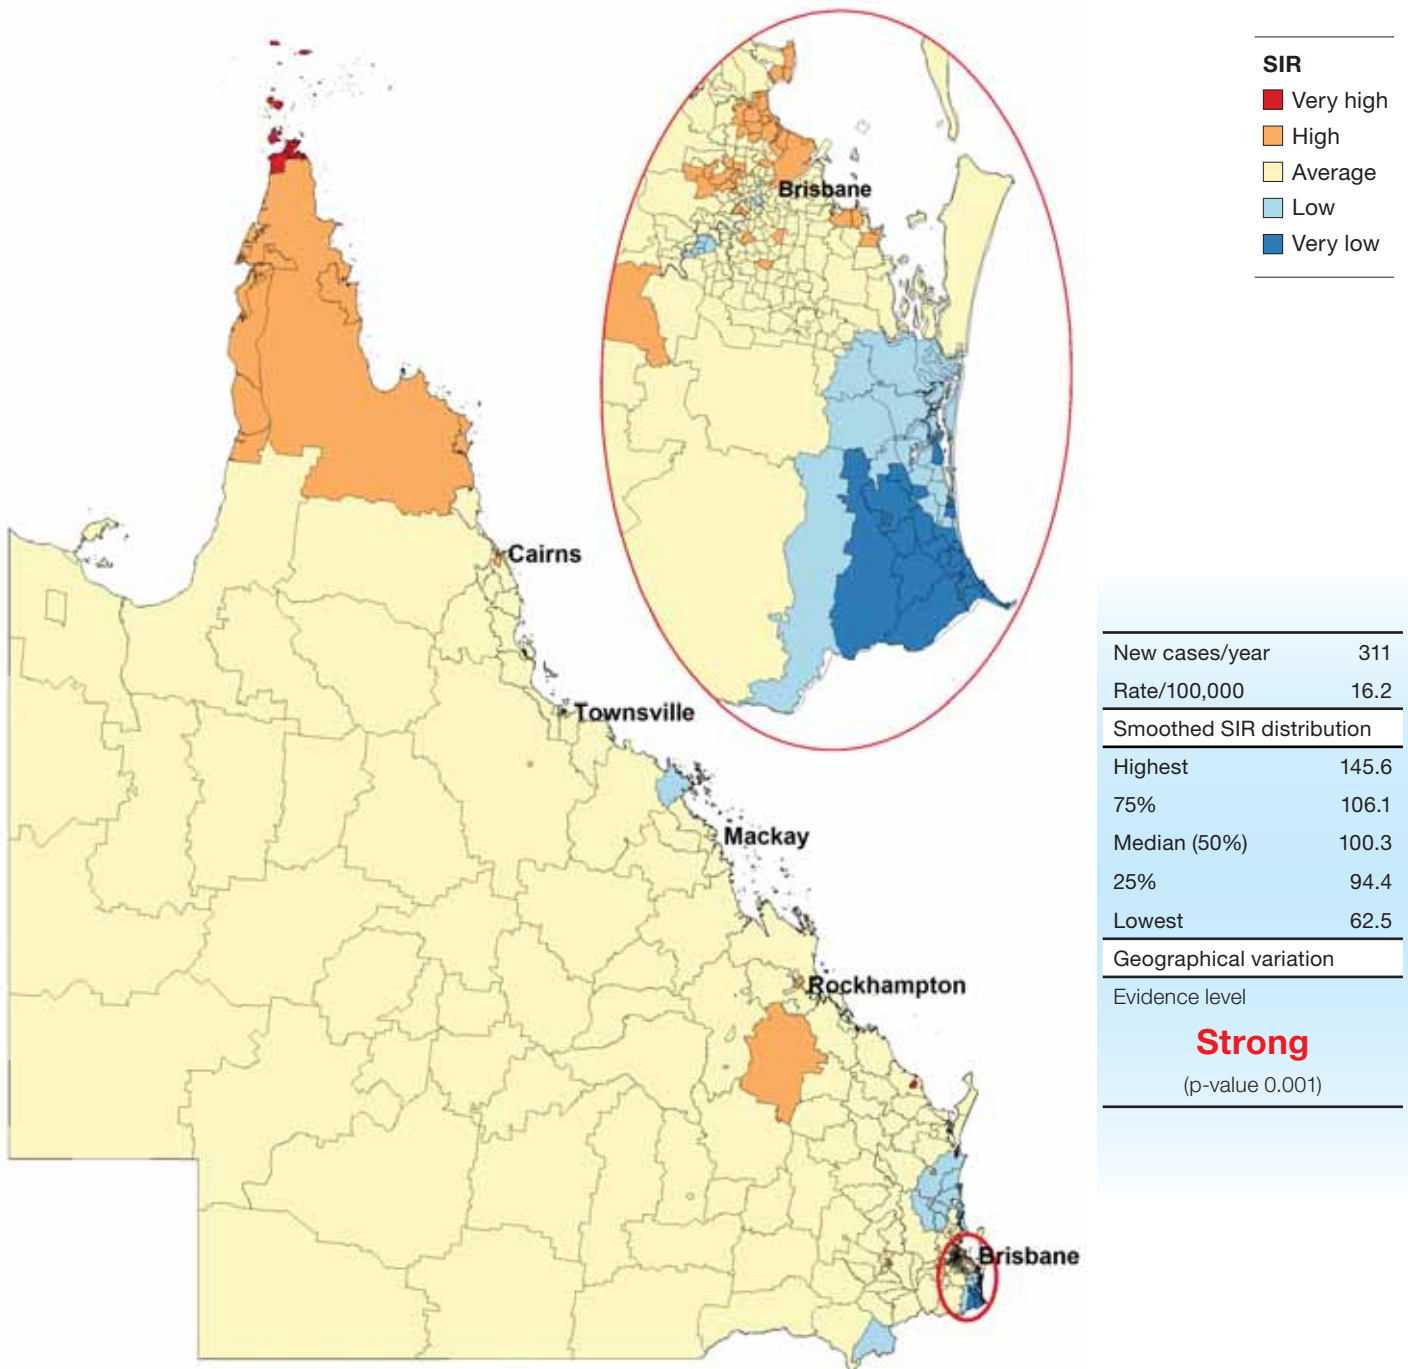 SIR
Very high
High
Average
Low
Very low
Brisbane
Cairns
Townsville
Mackay
Rockhampton
Brisbane
New cases/year 311
Rate/100,000 16.2
Smoothed SIR distribution
Highest 145.6
75% 106.1
Median (50%) 100.3
25% 94.4
Lowest 62.5
Geographical variation
Evidence level
Strong
(p-value 0.001)